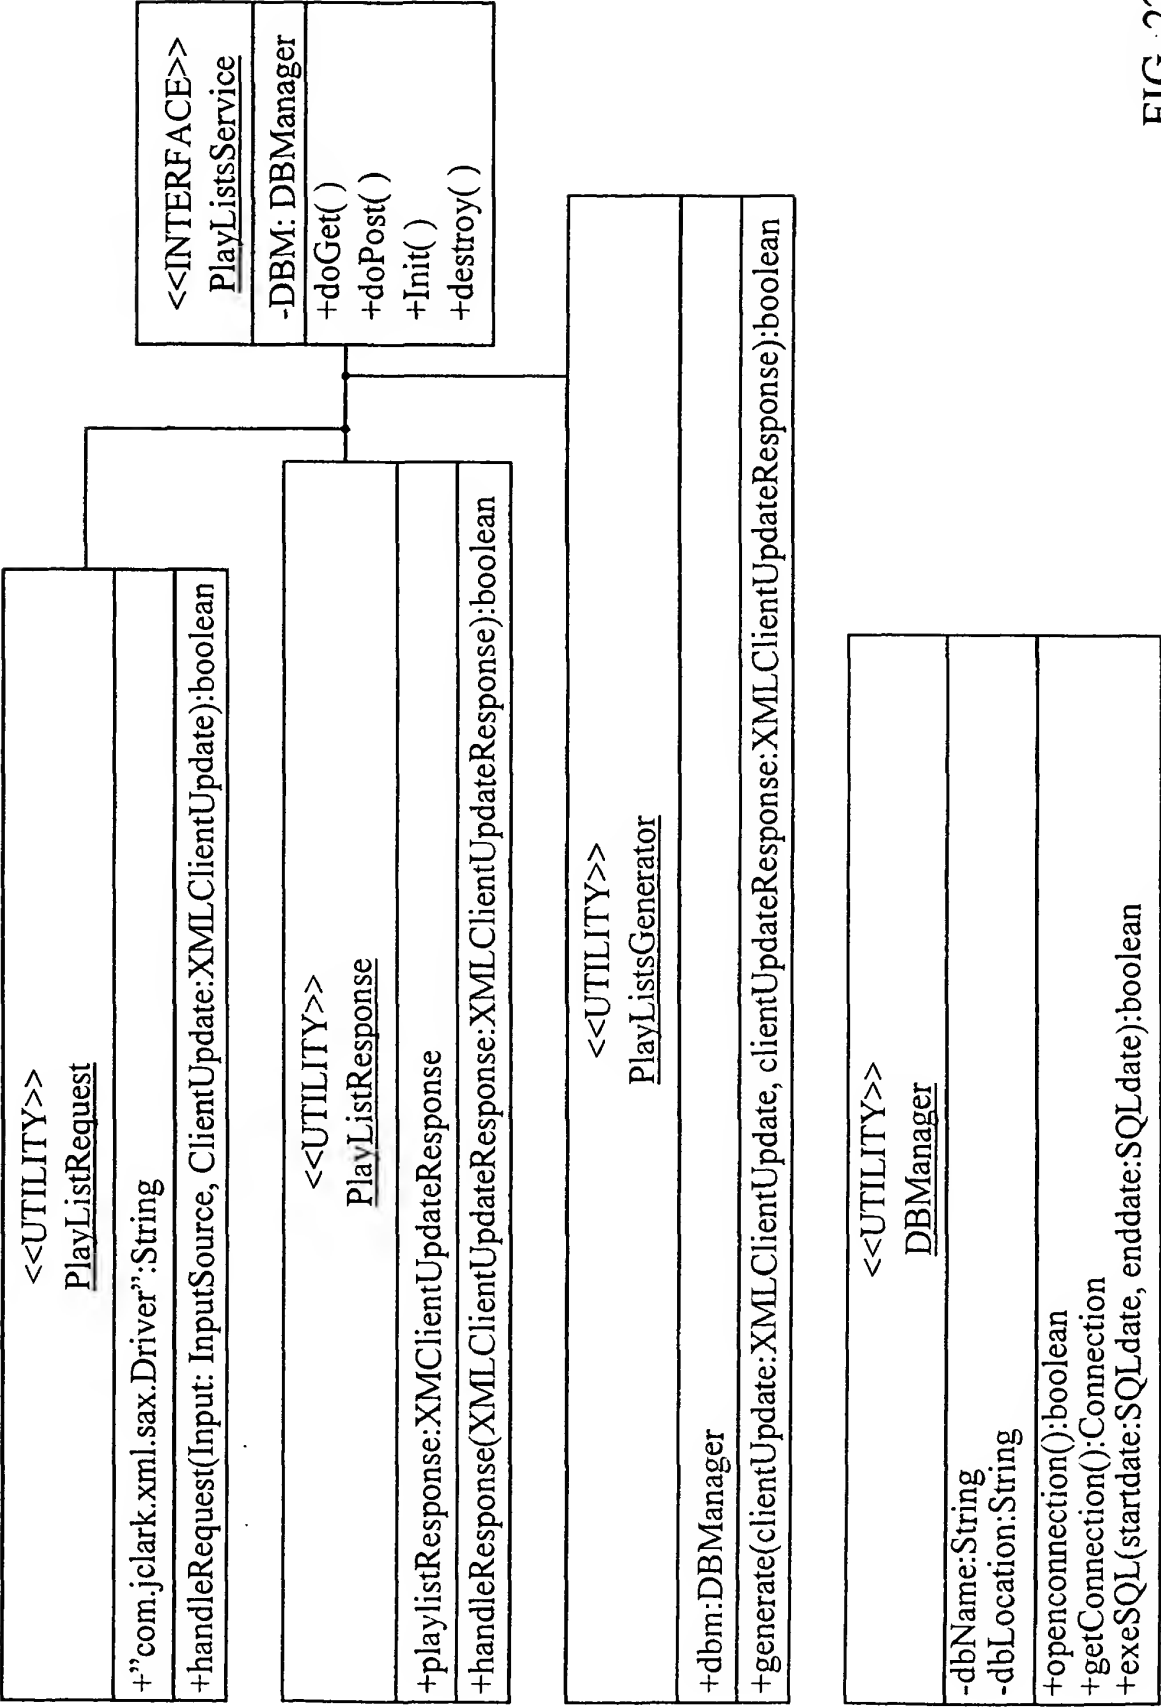 <<UTILITY>>
PlayListRequest
+”com.jclark.xml.sax.Driver”:String
+handleRequest(Input: InputSource, ClientUpdate:XMLClientUpdate):boolean
<<INTERFACE>>
PlayListsService
-DBM: DBManager
+doGet( )
+doPost( )
+Init( )
+destroy( )
<<UTILITY>>
PlayListResponse
+playlistResponse:XMClientUpdateResponse
+handleResponse(XMLClientUpdateResponse:XMLClientUpdateResponse):boolean
<<UTILITY>>
PlayListsGenerator
+dbm:DBManager
+generate(clientUpdate:XMLClientUpdate, clientUpdateResponse:XMLClientUpdateResponse):boolean
<<UTILITY>>
DBManager
-dbName:String
-dbLocation:String
+openconnection():boolean
+getConnection():Connection
+exeSQL(startdate:SQLdate, enddate:SQLdate):boolean
FIG.